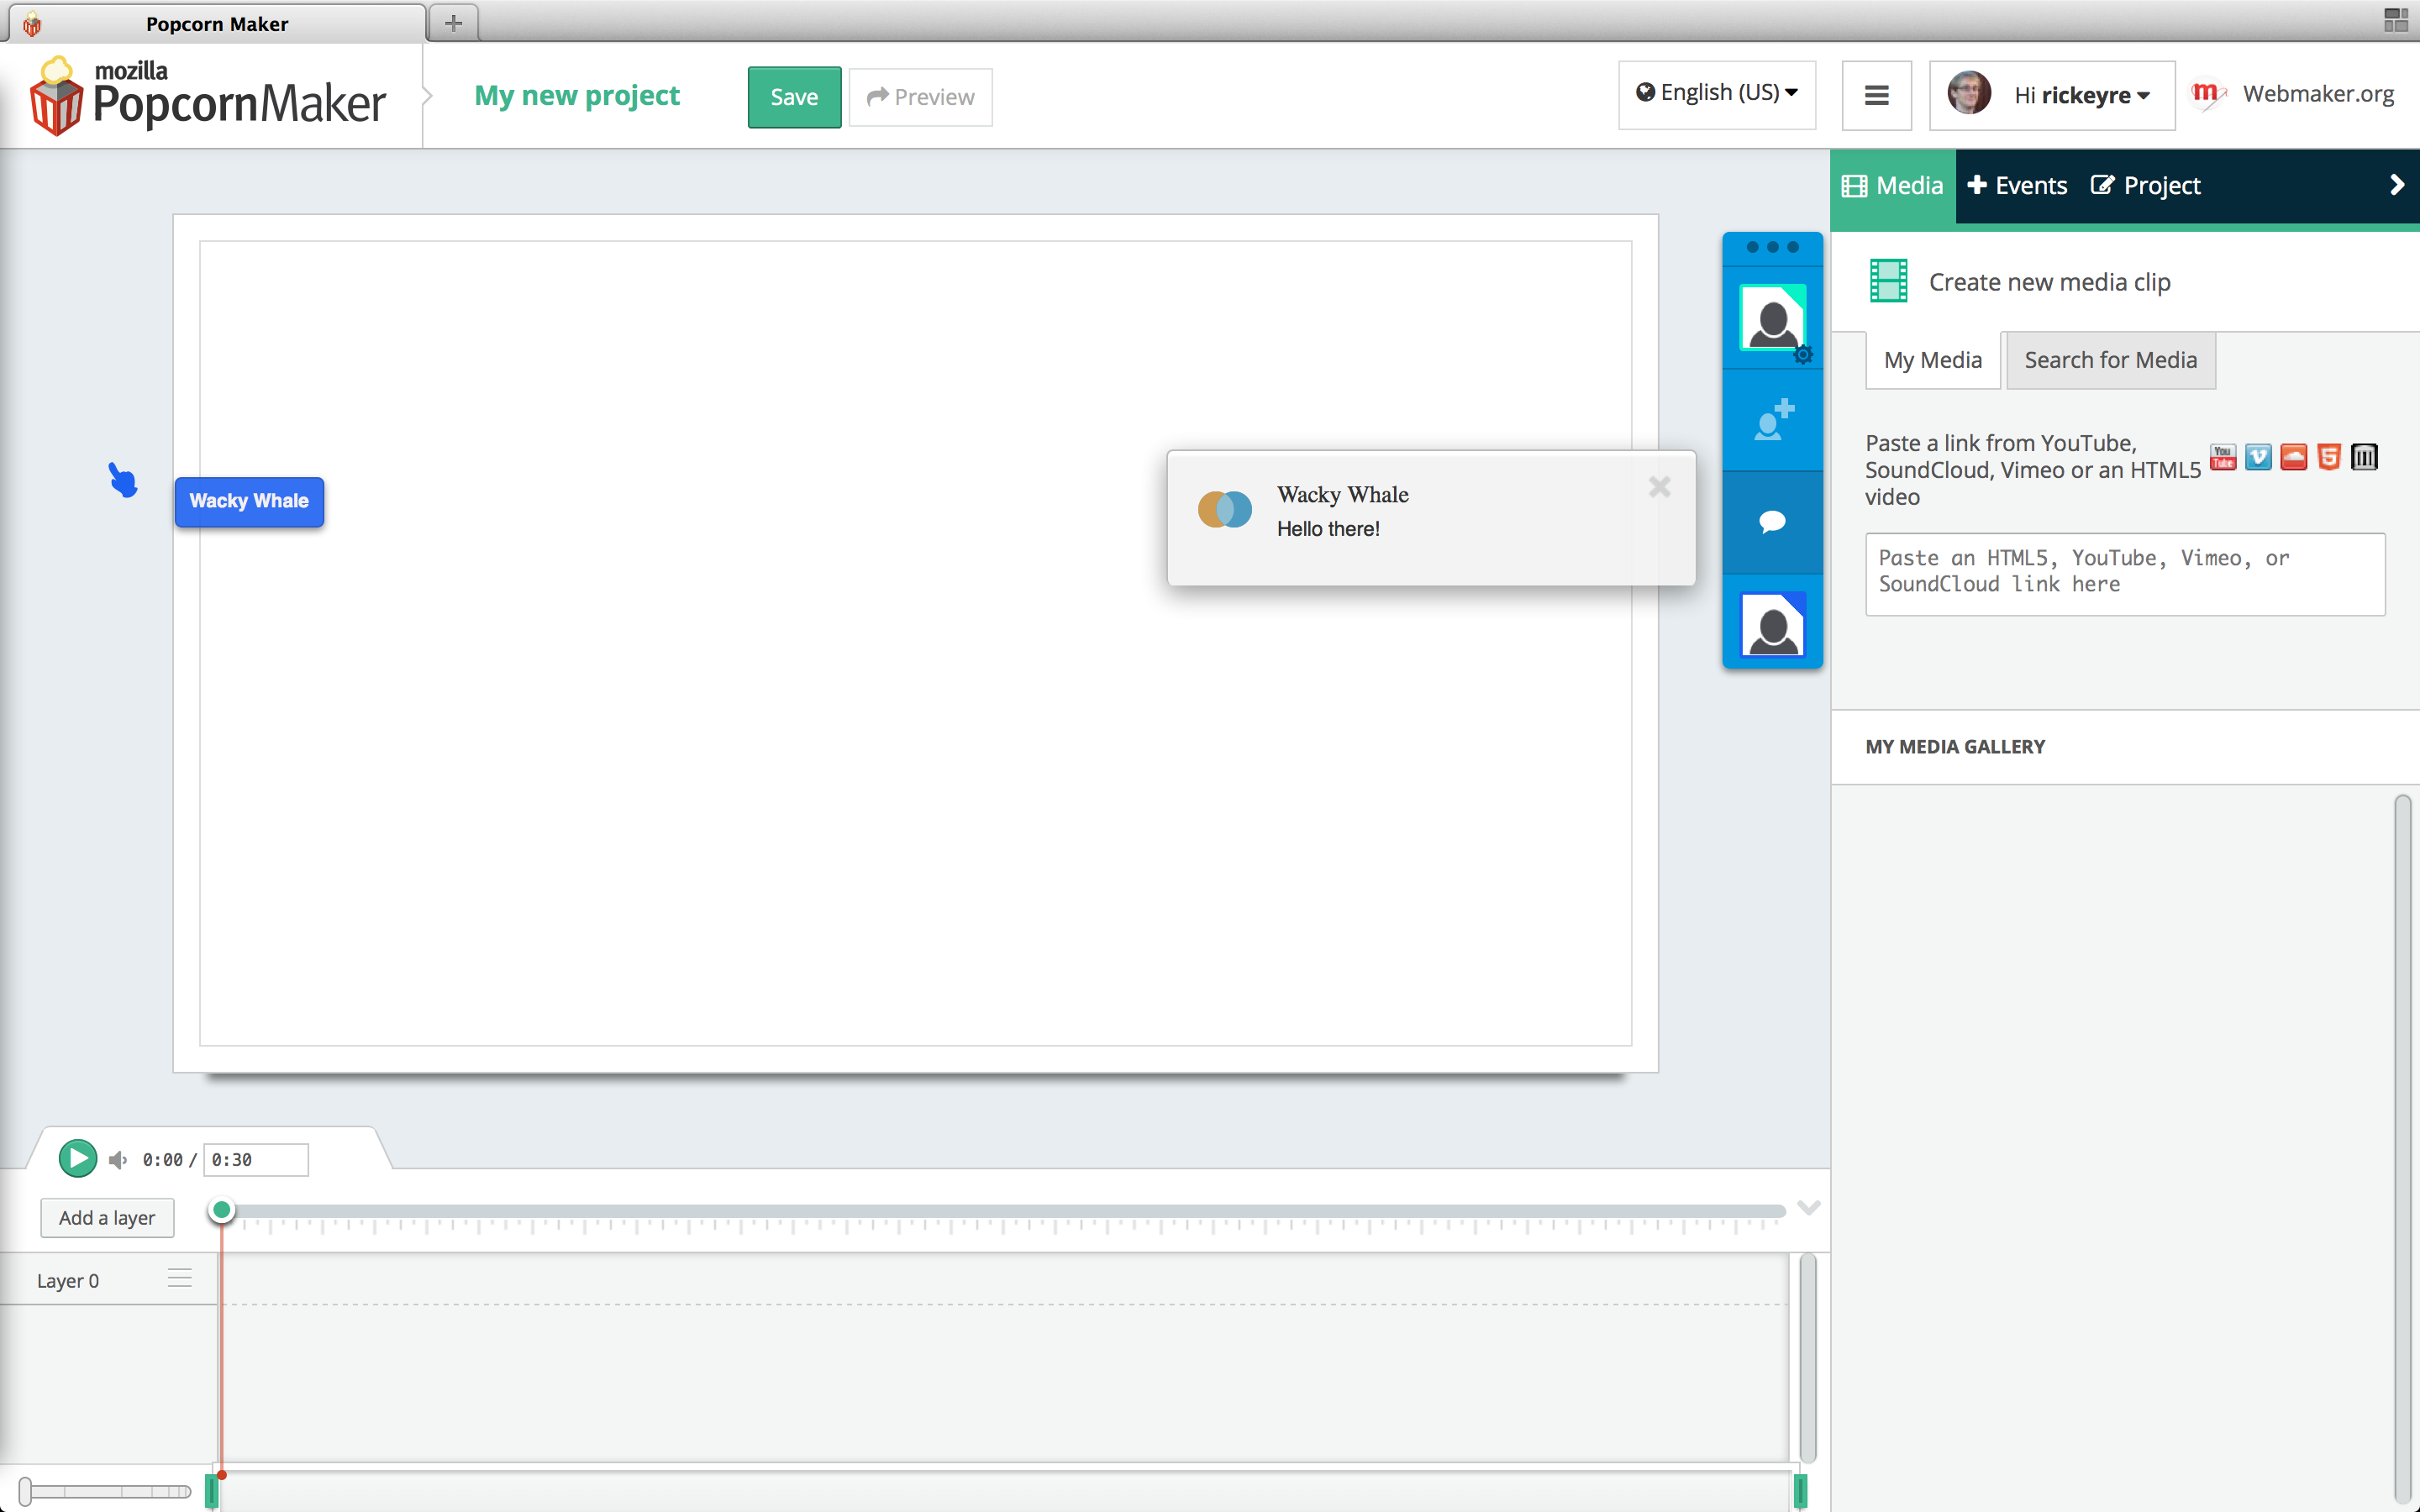 Popcorn Maker
mozilla
PopcornMaker
My new project
Save
Preview
English (US)
Hi rickeyre
Webmaker.org
Media
Events
Project
Create new media clip
My Media
Search for Media
Paste a link from YouTube,
SoundCloud, Vimeo or an HTML5
video
You
Tube
Paste an HTML5, YouTube, Vimeo, or
SoundCloud link here
MY MEDIA GALLERY
Wacky Whale
Wacky Whale
Hello there!
0:00 / 0:30
Add a layer
Layer 0